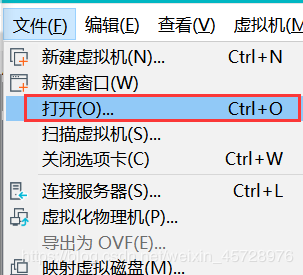 文件(F) 编辑(E) 查看(V) 虚拟机(M
新建虚拟机(N)... Ctrl+N
新建窗口(W)
打开(O)... Ctrl+O
扫描虚拟机(S)...
关闭选项卡(C) Ctrl+W
连接服务器(S)... Ctrl+L
虚拟化物理机(P)...
导出为 OVF(E)...
https://blog.csdn.net/weixin_45728976
映射虚拟磁盘(M)...